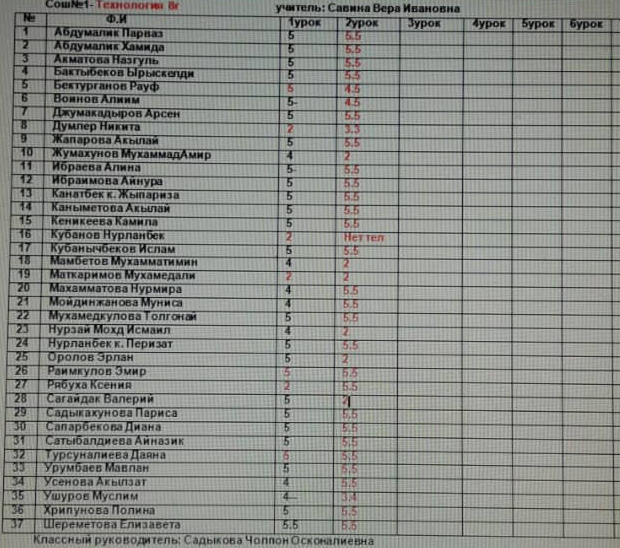 Сош№1- Технология 8г учитель: Савина Вера Ивановна
№ Ф.И 1урок 2урок 3урок 4урок 5урок 6урок
1 Абдумалик Парваз 5 5.5
2 Абдумалик Хамида 5 5.5
3 Акматова Назгуль 5 5.5
4 Бактыбеков Ырыскелди 5 5.5
5 Бектурганов Рауф 5 4.5
6 Воинов Алиим 5- 4.5
7 Джумакадыров Арсен 5 5.5
8 Думлер Никита 2 3.3
9 Жапарова Акылай 5 5.5
10 Жумахунов МухаммадАмир 4 2
11 Ибраева Алина 5- 5.5
12 Ибраимова Айнура 5 5.5
13 Канатбек к. Жыпариза 5 5.5
14 Каныметова Акылай 5 5.5
15 Кеникеева Камила 5 5.5
16 Кубанов Нурланбек 2 Нет тел
17 Кубанычбеков Ислам 5 5.5
18 Мамбетов Мухамматимин 4 2
19 Маткаримов Мухамедали 2 2
20 Махамматова Нурмира 4 5.5
21 Мойдинжанова Муниса 4 5.5
22 Мухамедкулова Толгонай 5 5.5
23 Нурзай Мохд Исмаил 4 2
24 Нурланбек к. Перизат 5 5.5
25 Оролов Эрлан 5 2
26 Раимкулов Эмир 5 5.5
27 Рябуха Ксения 2 5.5
28 Сагайдак Валерий 5 2
29 Садыкахунова Париса 5 5,5
30 Сапарбекова Диана 5 5.5
31 Сатыбалдиева Айназик 5 5.5
32 Турсуналиева Даяна 5 5.5
33 Урумбаев Мавлан 5 5.5
34 Усенова Акылзат 4 5.5
35 Ушуров Муслим 4-- 3,4
36 Хрипунова Полина 5 5.5
37 Шереметова Елизавета 5.5 5.5
Классный руководитель: Садыкова Чолпон Осконалиевна